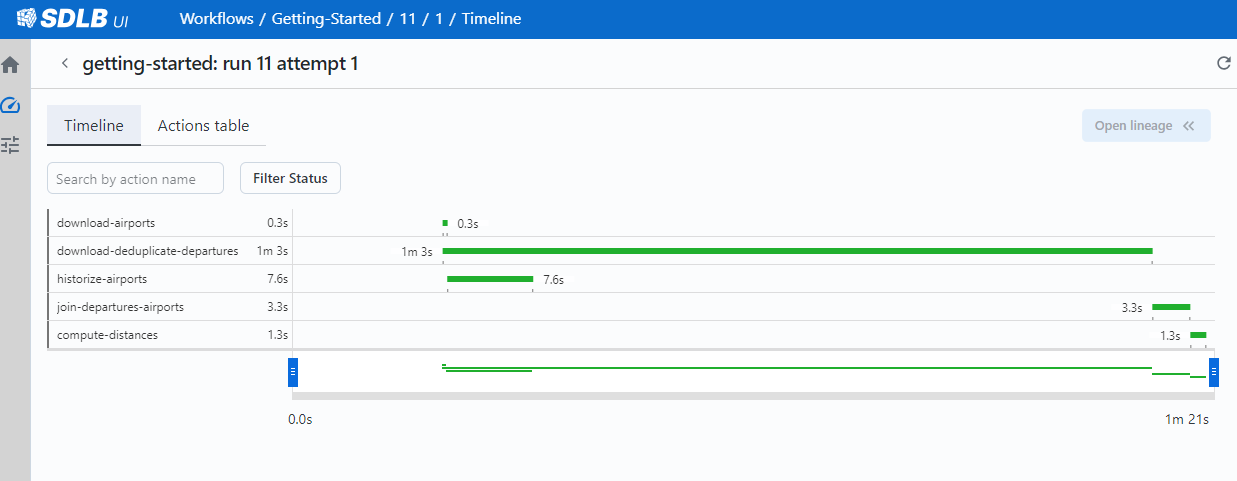 SDLB UI Workflows / Getting-Started / 11 / 1 / Timeline
getting-started: run 11 attempt 1
Timeline Actions table Open lineage
Search by action name Filter Status
download-airports 0.3s 0.3s
download-deduplicate-departures 1m 3s 1m 3s
historize-airports 7.6s 7.6s
join-departures-airports 3.3s 3.3s
compute-distances 1.3s 1.3s
0.0s 1m 21s